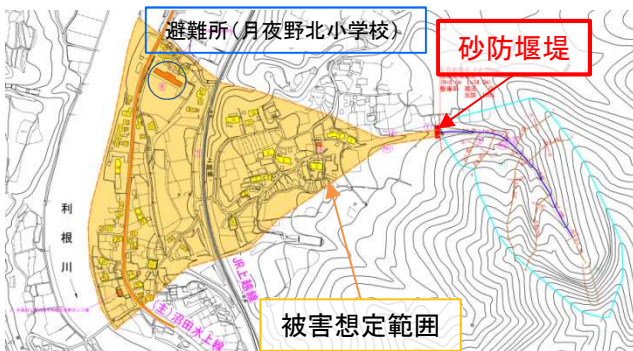 避難所(月夜野北小学校)
砂防堰堤
利根川
JR上越線
(主)沼田水上線
被害想定範囲